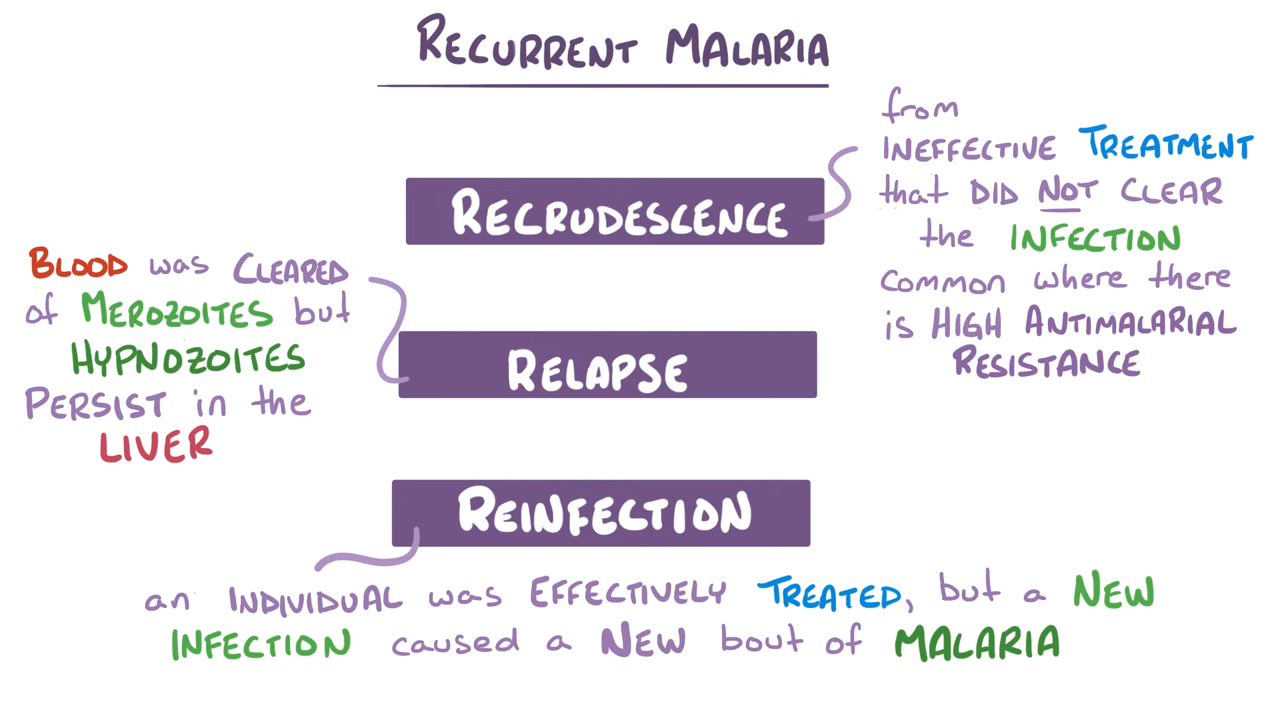 RECURRENT MALARIA
RECRUDESCENCE
from
INEFFECTIVE TREATMENT
that DID NOT CLEAR
the INFECTION
common where there
is HIGH ANTIMALARIAL
RESISTANCE
RELAPSE
BLOOD was CLEARED
of MEROZOITES but
HYPNOZOITES
PERSIST in the
LIVER
REINFECTION
an INDIVIDUAL was EFFECTIVELY TREATED, but a NEW
INFECTION caused a NEW bout of MALARIA